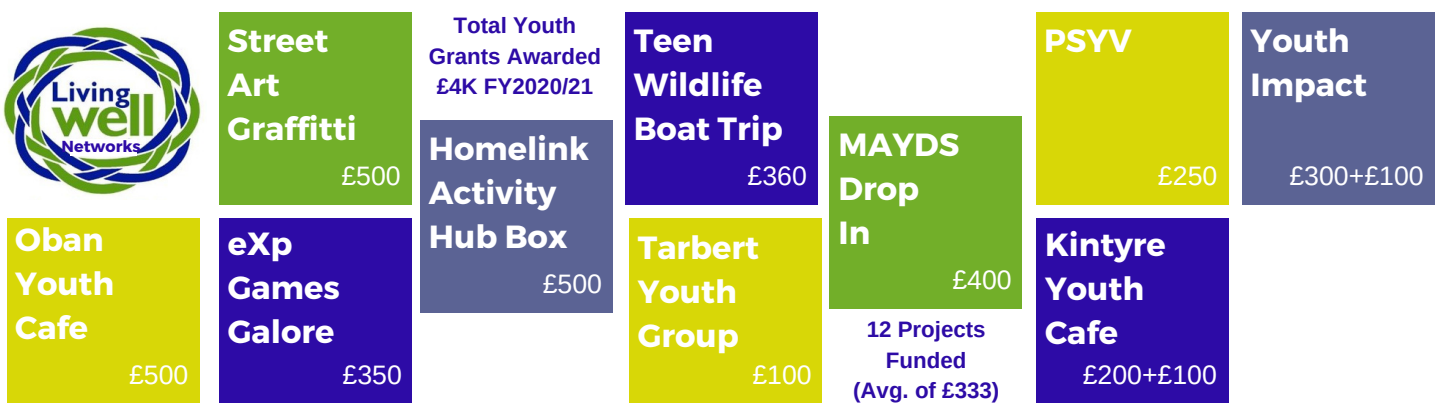 Living
well
Networks
Street
Art
Graffitti
£500
Total Youth
Grants Awarded
£4K FY2020/21
Teen
Wildlife
Boat Trip
£360
PSYV
£250
Youth
Impact
£300+£100
Homelink
Activity
Hub Box
£500
MAYDS
Drop
In
£400
Oban
Youth
Cafe
£500
eXp
Games
Galore
£350
Tarbert
Youth
Group
£100
12 Projects
Funded
(Avg. of £333)
Kintyre
Youth
Cafe
£200+£100